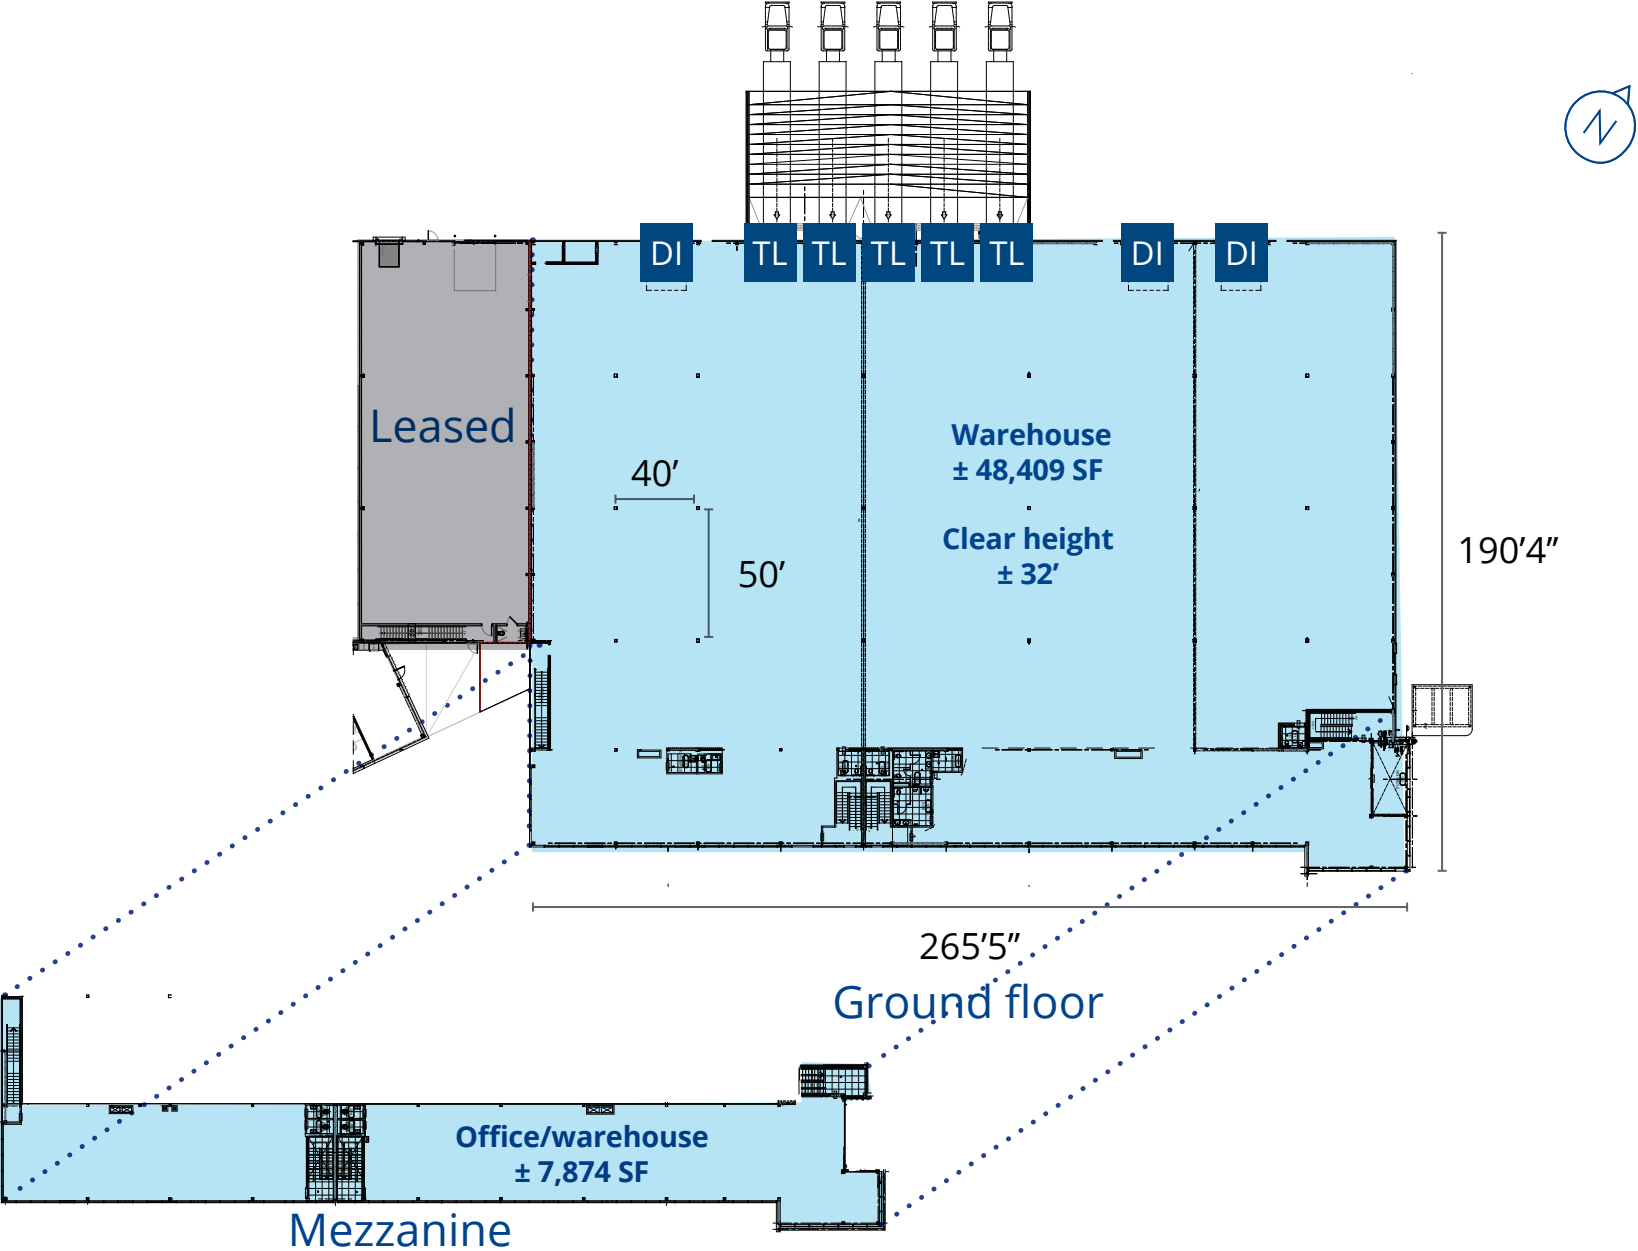 N
DI
TL
TL
TL
TL
TL
DI
DI
Leased
Warehouse
± 48,409 SF
40’
Clear height
± 32’
50’
190’4”
265’5”
Ground floor
Office/warehouse
± 7,874 SF
Mezzanine